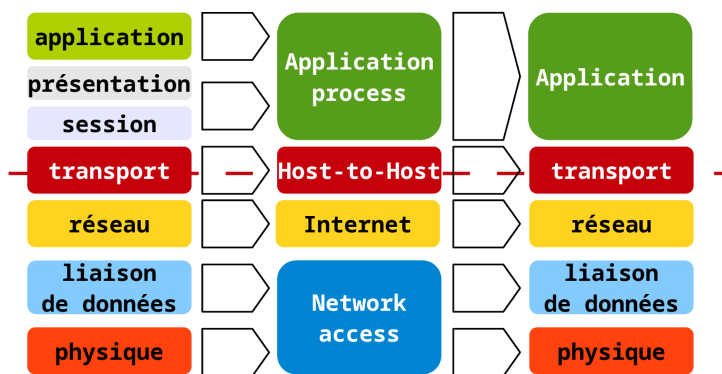 application
présentation
session
transport
réseau
liaison
de données
physique
Application
process
Host-to-Host
Internet
Network
access
Application
transport
réseau
liaison
de données
physique